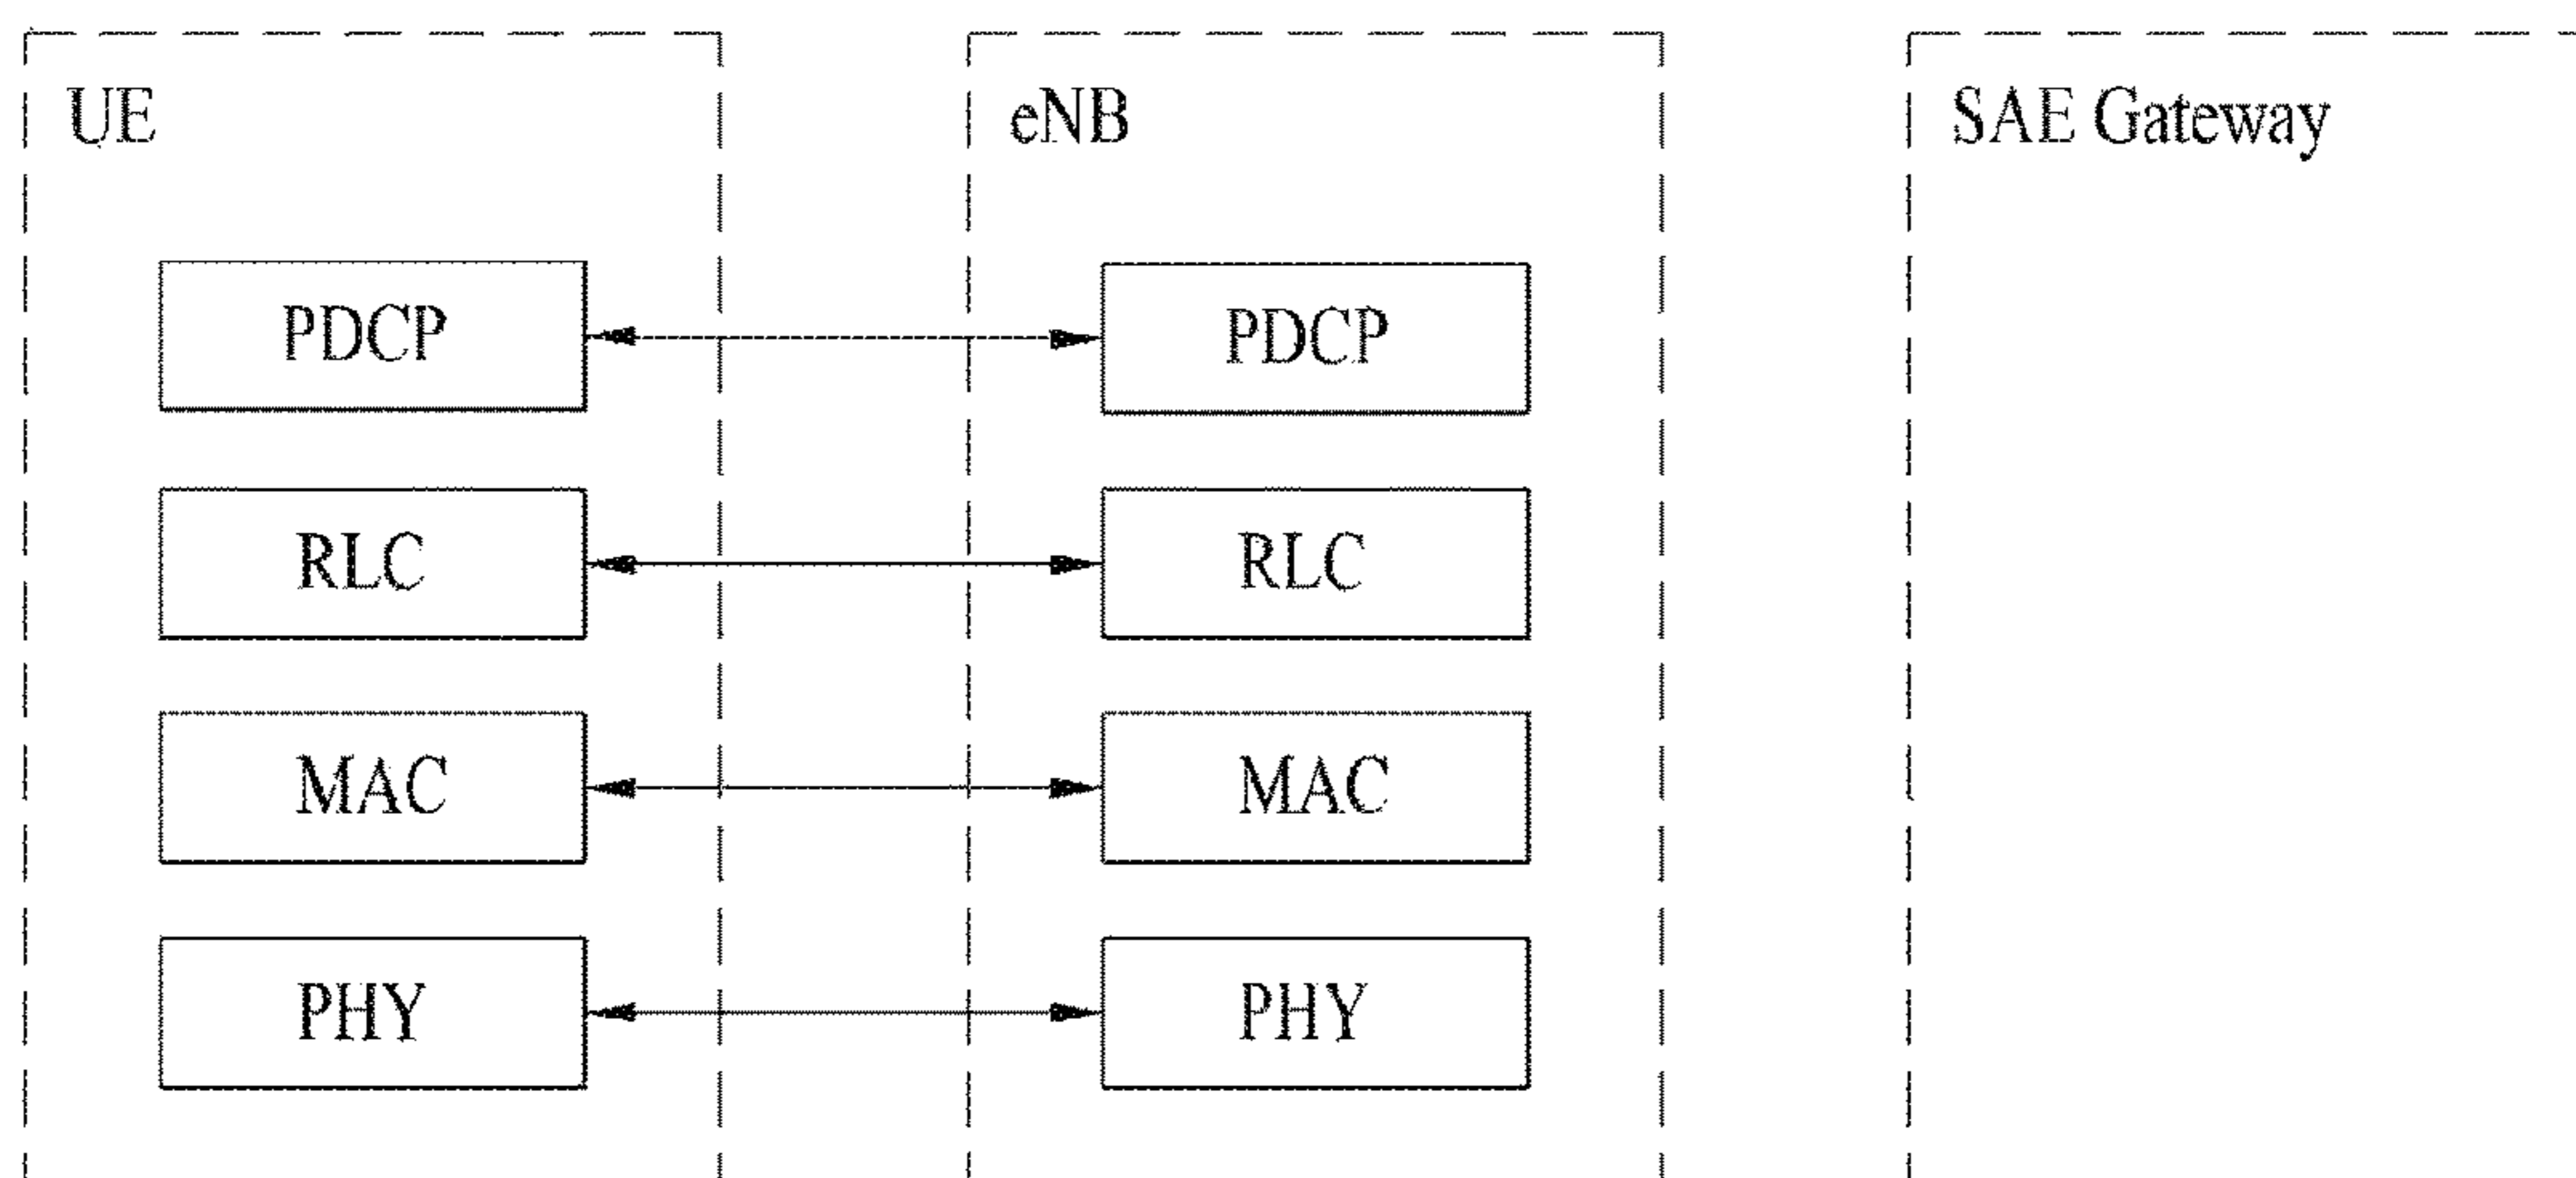 UE
eNB
SAE Gateway
PDCP
PDCP
RLC
RLC
MAC
MAC
PHY
PHY